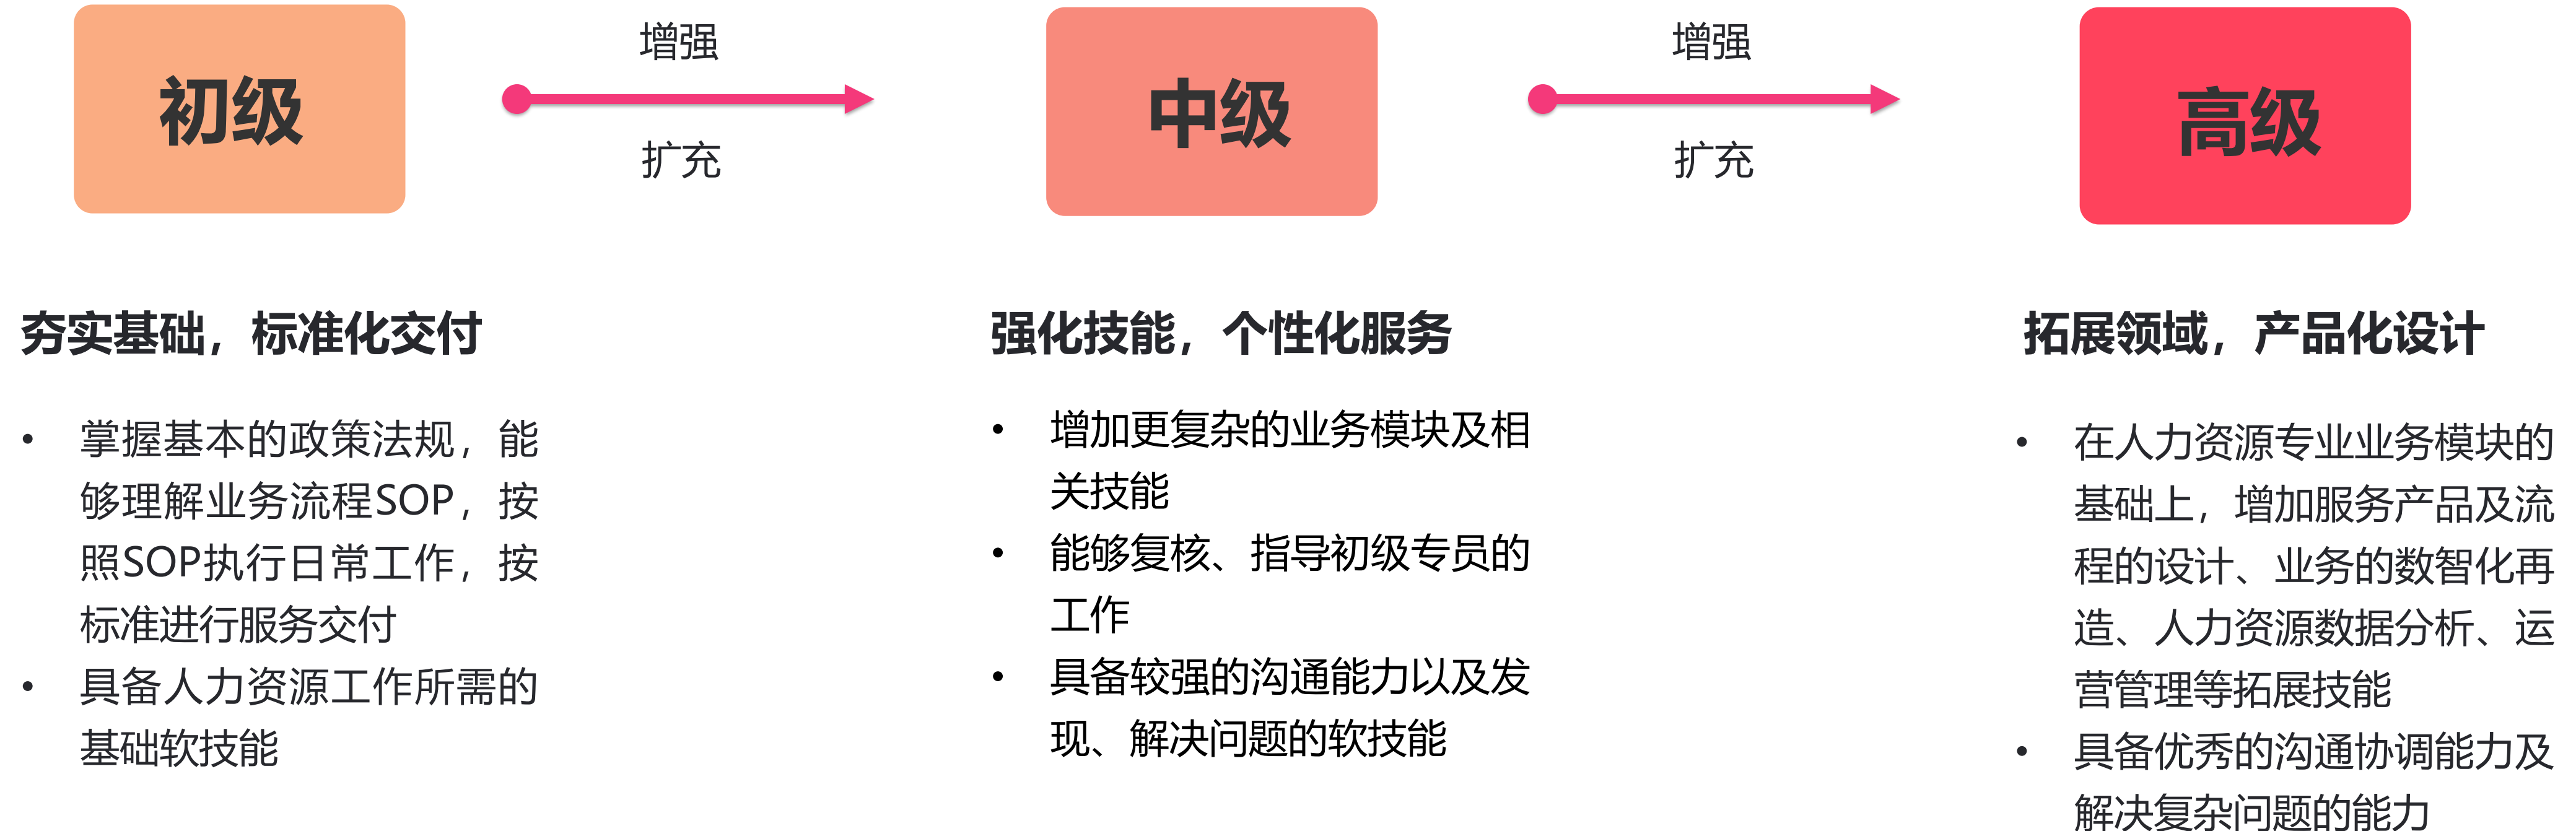 初级
增强
扩充
中级
增强
扩充
高级
夯实基础，标准化交付
• 掌握基本的政策法规，能
够理解业务流程SOP，按
照SOP执行日常工作，按
标准进行服务交付
• 具备人力资源工作所需的
基础软技能
强化技能，个性化服务
• 增加更复杂的业务模块及相
关技能
• 能够复核、指导初级专员的
工作
• 具备较强的沟通能力以及发
现、解决问题的软技能
拓展领域，产品化设计
• 在人力资源专业业务模块的
基础上，增加服务产品及流
程的设计、业务的数智化再
造、人力资源数据分析、运
营管理等拓展技能
• 具备优秀的沟通协调能力及
解决复杂问题的能力